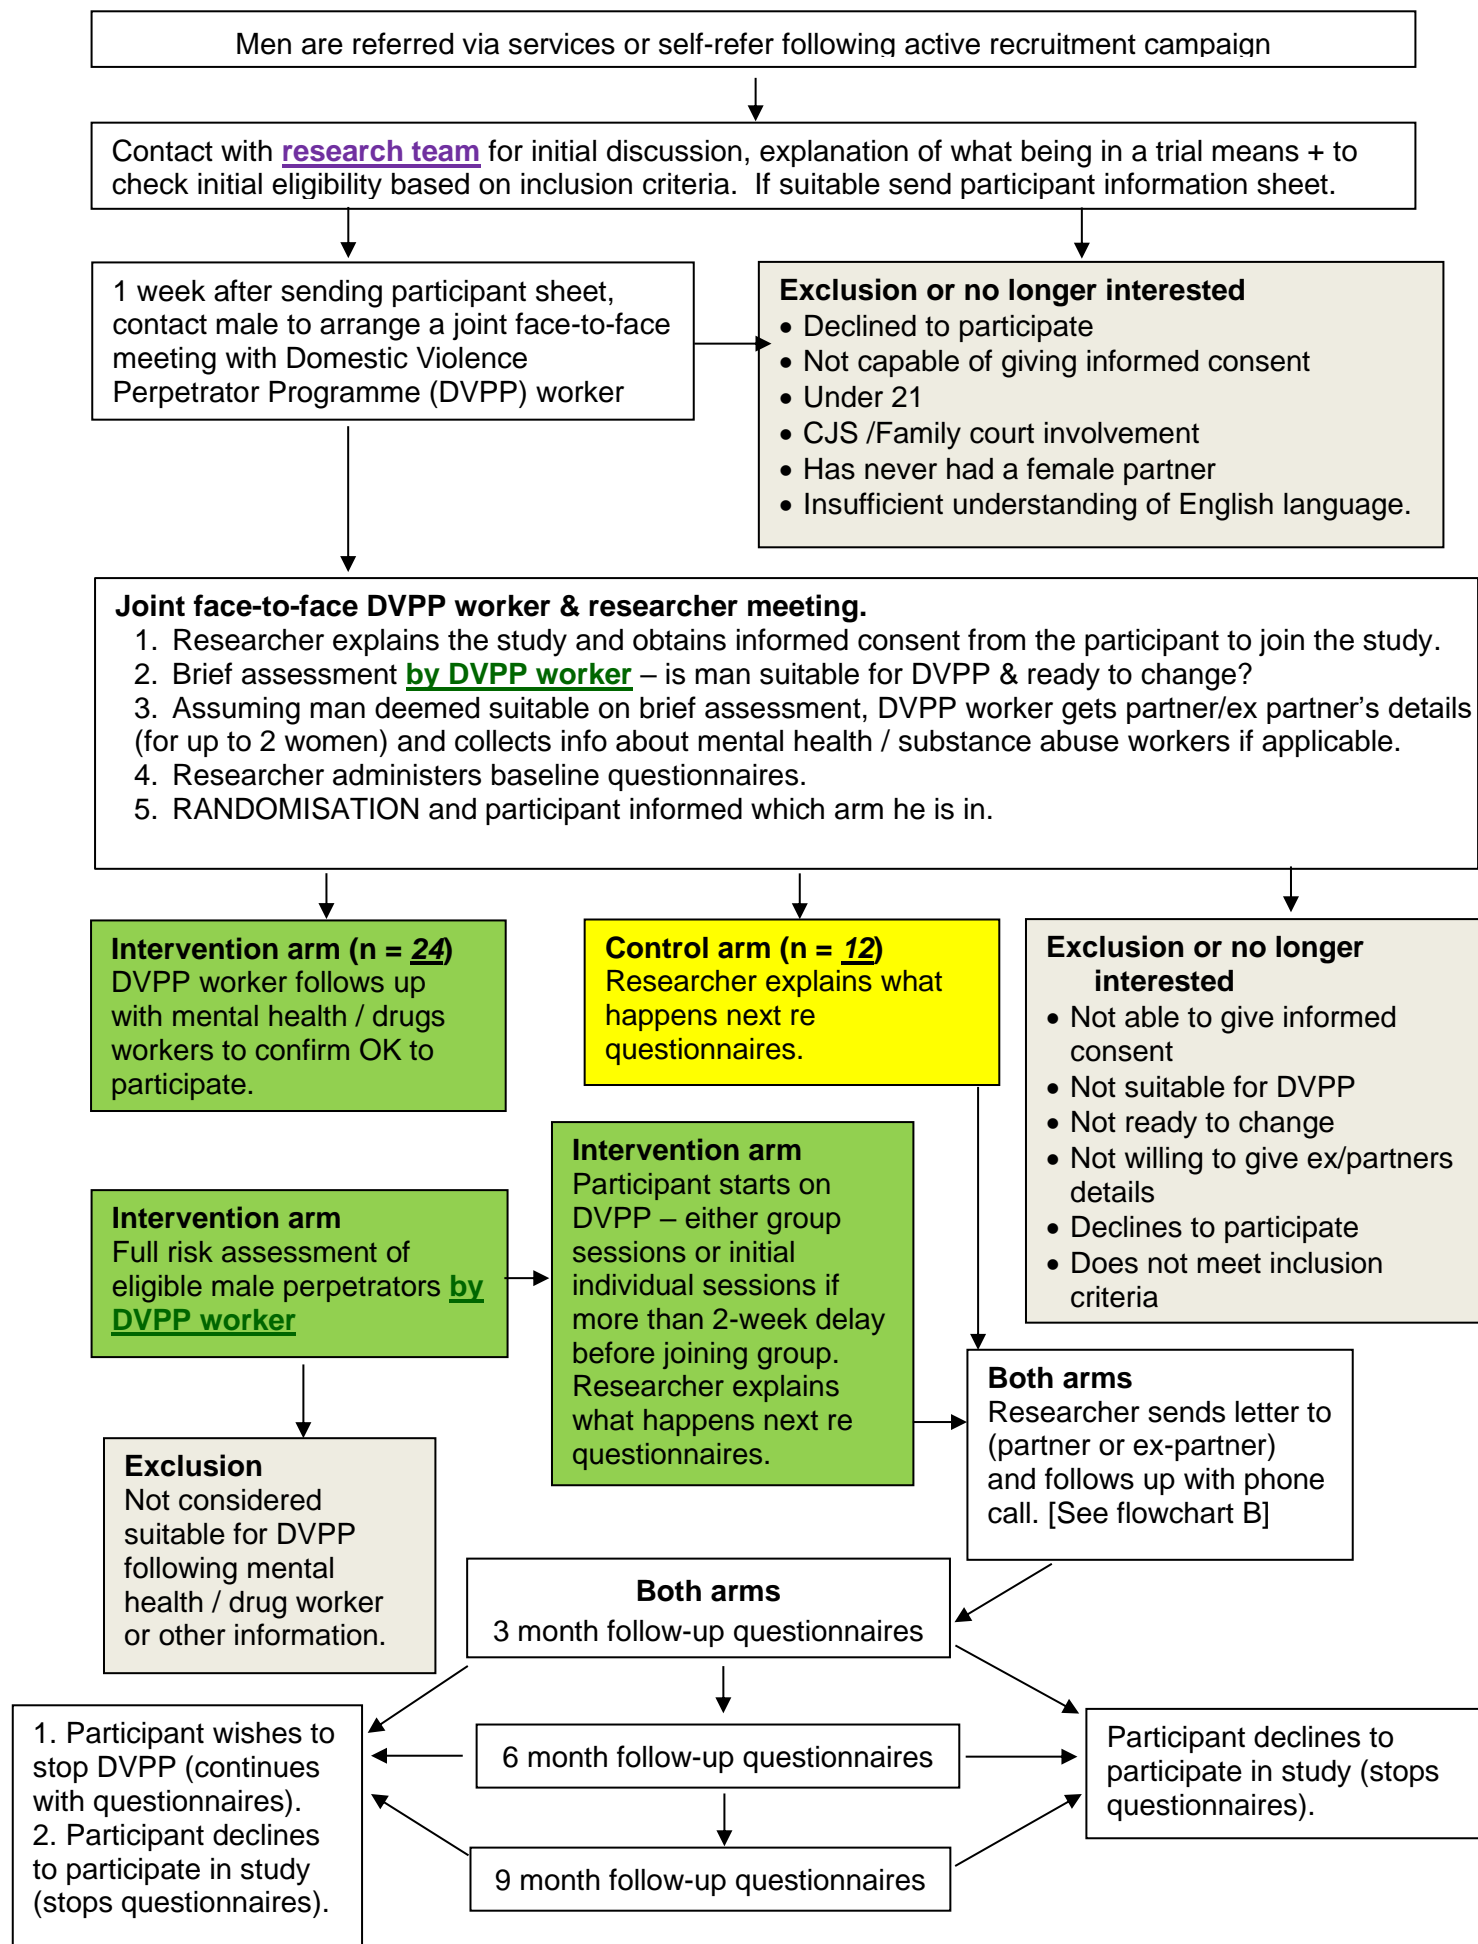 Men are referred via services or self-refer following active recruitment campaign
Contact with research team for initial discussion, explanation of what being in a trial means + to
check initial eligibility based on inclusion criteria.  If suitable send participant information sheet.
1 week after sending participant sheet,
contact male to arrange a joint face-to-face
meeting with Domestic Violence
Perpetrator Programme (DVPP) worker
Exclusion or no longer interested
• Declined to participate
• Not capable of giving informed consent
• Under 21
• CJS /Family court involvement
• Has never had a female partner
• Insufficient understanding of English language.
Joint face-to-face DVPP worker & researcher meeting.
1. Researcher explains the study and obtains informed consent from the participant to join the study.
2. Brief assessment by DVPP worker – is man suitable for DVPP & ready to change?
3. Assuming man deemed suitable on brief assessment, DVPP worker gets partner/ex partner's details
(for up to 2 women) and collects info about mental health / substance abuse workers if applicable.
4. Researcher administers baseline questionnaires.
5. RANDOMISATION and participant informed which arm he is in.
Intervention arm (n = 24)
DVPP worker follows up
with mental health / drugs
workers to confirm OK to
participate.
Control arm (n = 12)
Researcher explains what
happens next re
questionnaires.
Exclusion or no longer
interested
• Not able to give informed
consent
• Not suitable for DVPP
• Not ready to change
• Not willing to give ex/partners
details
• Declines to participate
• Does not meet inclusion
criteria
Intervention arm
Full risk assessment of
eligible male perpetrators by
DVPP worker
Intervention arm
Participant starts on
DVPP – either group
sessions or initial
individual sessions if
more than 2-week delay
before joining group.
Researcher explains
what happens next re
questionnaires.
Both arms
Researcher sends letter to
(partner or ex-partner)
and follows up with phone
call. [See flowchart B]
Exclusion
Not considered
suitable for DVPP
following mental
health / drug worker
or other information.
Both arms
3 month follow-up questionnaires
1. Participant wishes to
stop DVPP (continues
with questionnaires).
2. Participant declines
to participate in study
(stops questionnaires).
6 month follow-up questionnaires
Participant declines to
participate in study (stops
questionnaires).
9 month follow-up questionnaires